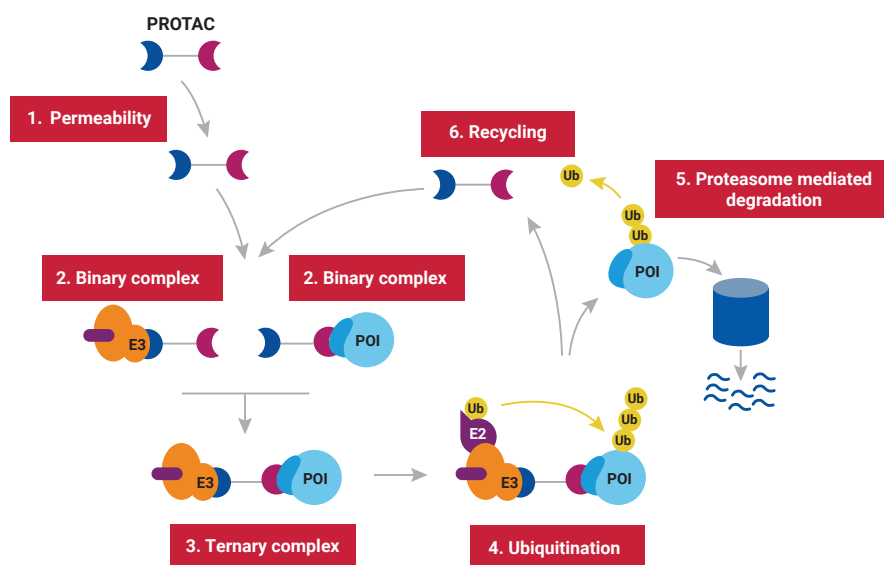 PROTAC
1. Permeability
6. Recycling
Ub
5. Proteasome mediated
degradation
Ub
Ub
POI
2. Binary complex
2. Binary complex
E3
POI
Ub
E2
Ub
Ub
Ub
E3
POI
E3
POI
3. Ternary complex
4. Ubiquitination